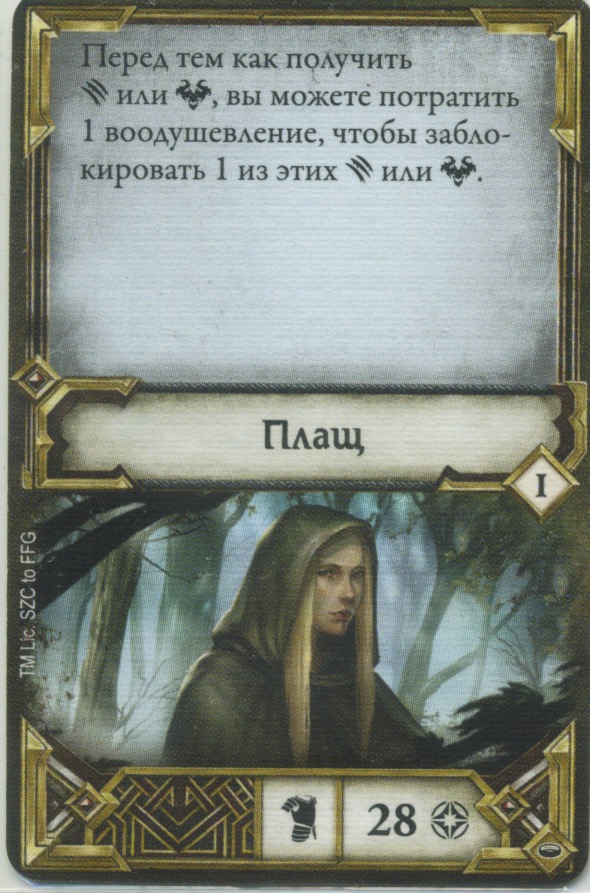 Перед тем как получить
или , вы можете потратить
1 воодушевление, чтобы забло-
кировать 1 из этих или .
Плащ
I
TM Lic. SZC to FFG
28